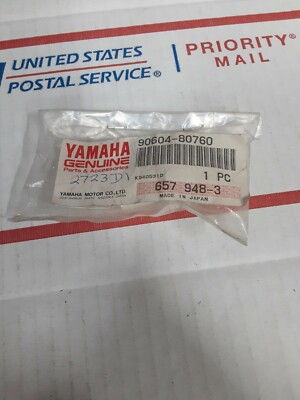 UNITED STATES
POSTAL SERVICE®
PRIORITY★
MAIL
YAMAHA
GENUINE
Parts & Accessories
2723D1
YAMAHA MOTOR CO.,LTD.
90604-80760
1 PC
657 948-3
MADE IN JAPAN